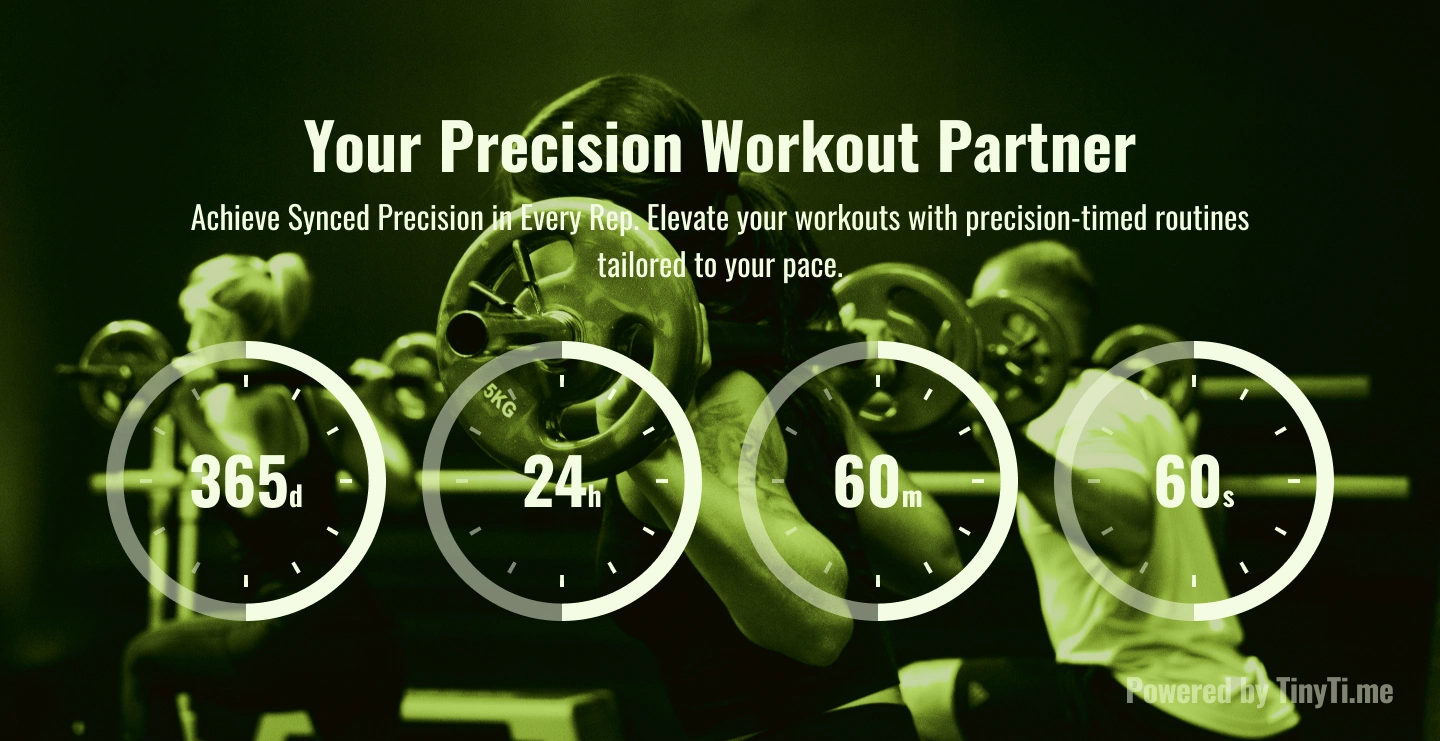 Your Precision Workout Partner
Achieve Synced Precision in Every Rep. Elevate your workouts with precision-timed routines
tailored to your pace.
5KG
365d 24h 60m 60s
Powered by TinyTi.me